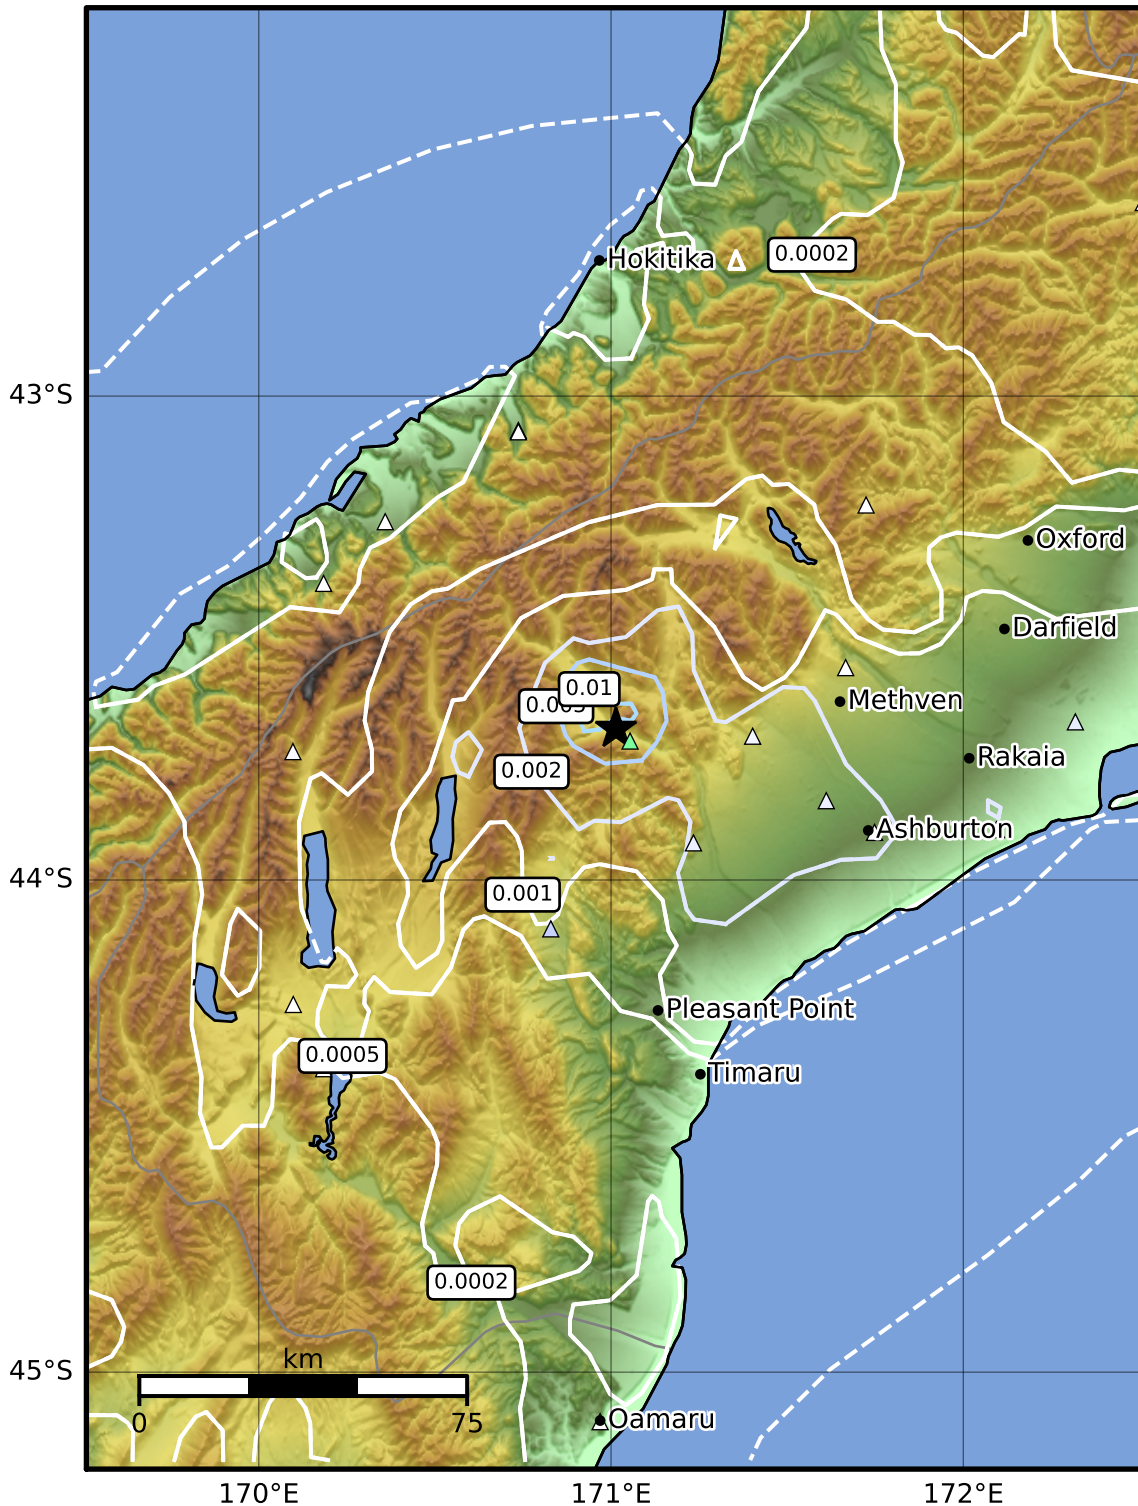 Hokitika
0.0002
43°S
Oxford
Darfield
0.01
Methven
Rakaia
0.002
Ashburton
44°S
0.001
Pleasant Point
0.0005
Timaru
0.0002
km
45°S
0
75
Oamaru
170°E
171°E
172°E